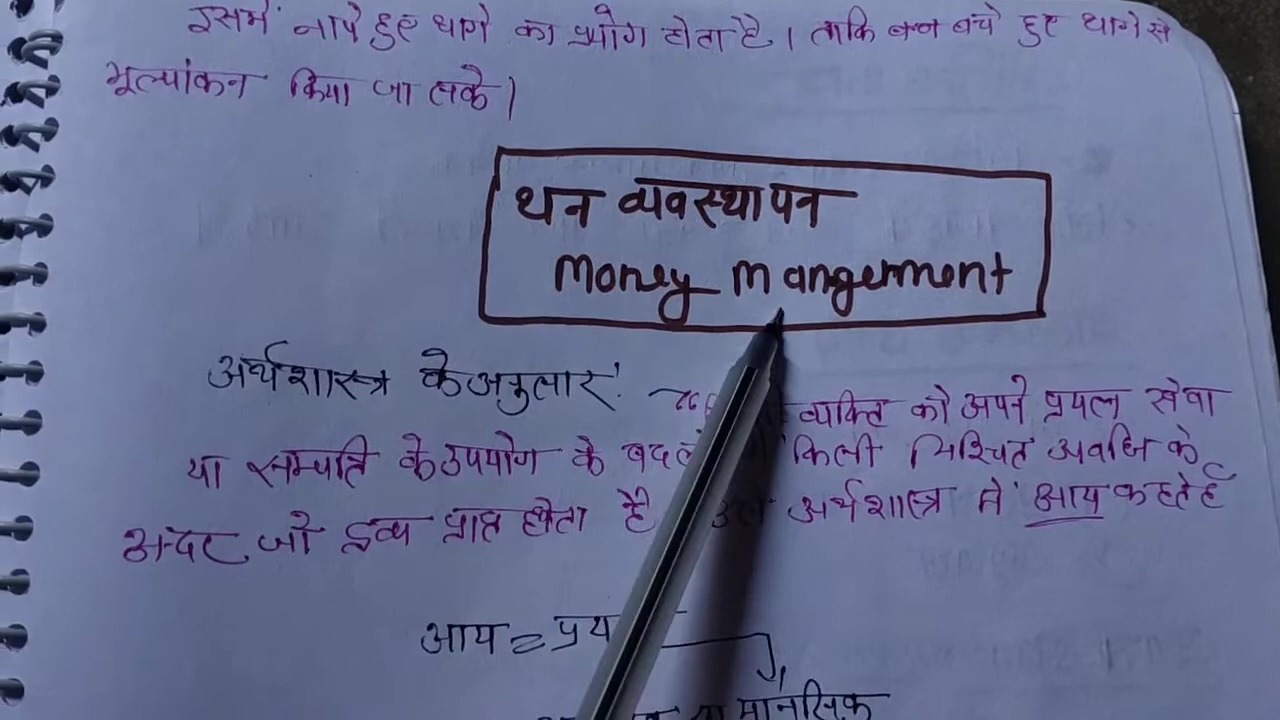 इसमें नापे हुए धागे का प्रयोग होता है। ताकि बचे हुए धागे से
मूल्यांकन किया जा सके।
धन व्यवस्थापन
Money mangement
अर्थशास्त्र के अनुसार:
व्यक्ति को अपने प्रयत्न सेवा
या सम्पति के उपयोग के बदले किसी निश्चित अवधि के
अन्दर जो द्रव्य प्राप्त होता है अर्थशास्त्र में आय कहते हैं
आय =
या मानसिक